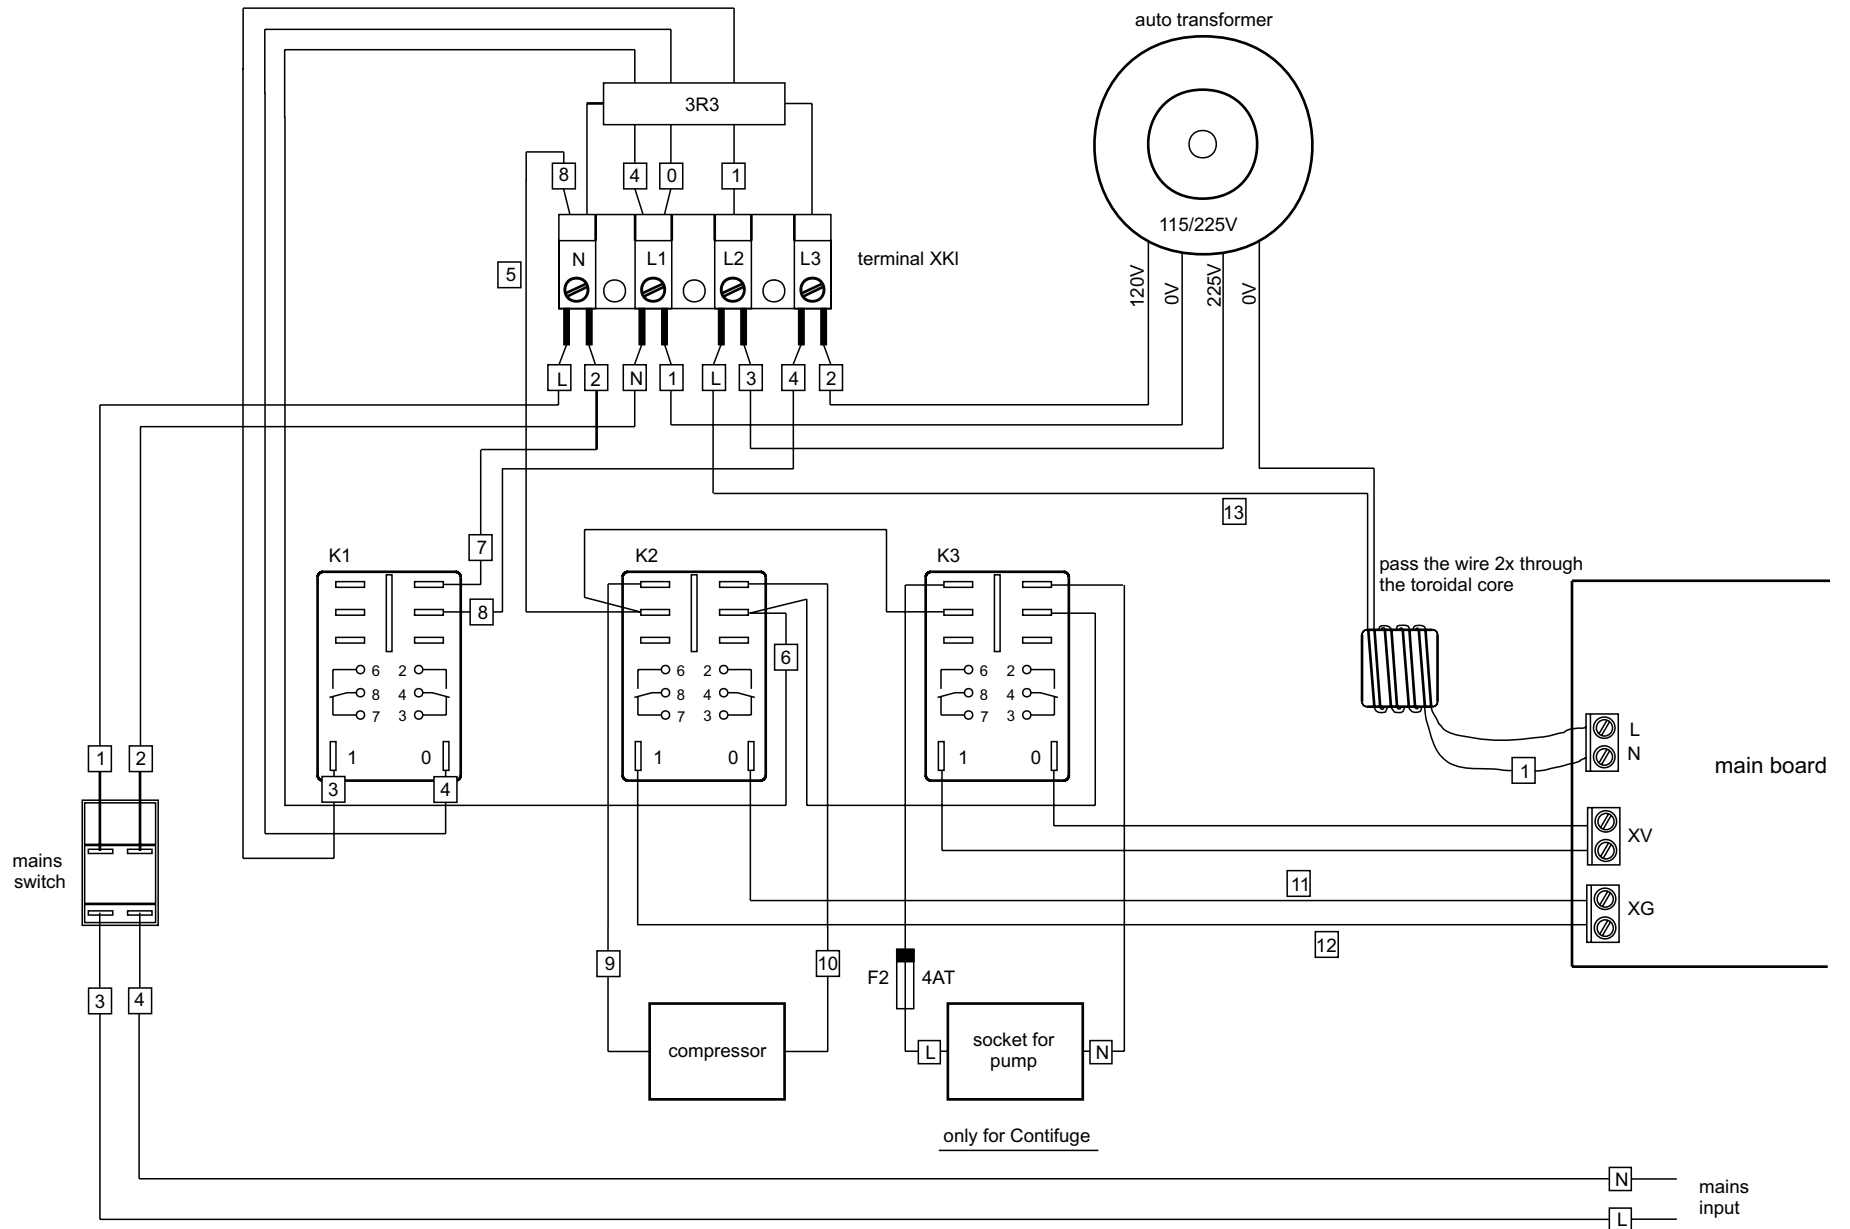 auto transformer
3R3
8
4
0
1
115/225V
N
L1
L2
L3
terminal XKI
5
120V
0V
225V
0V
L
2
N
1
L
3
4
2
13
7
K1
K2
K3
pass the wire 2x through
the toroidal core
8
6
6 2
8 4
7 3
6 2
8 4
7 3
6 2
8 4
7 3
L
N
1
main board
1 0
1 0
1 0
1
2
3
4
XV
mains
switch
11
XG
12
9
10
F2
4AT
3
4
compressor
L
socket for
pump
N
only for Contifuge
N
L
mains
input